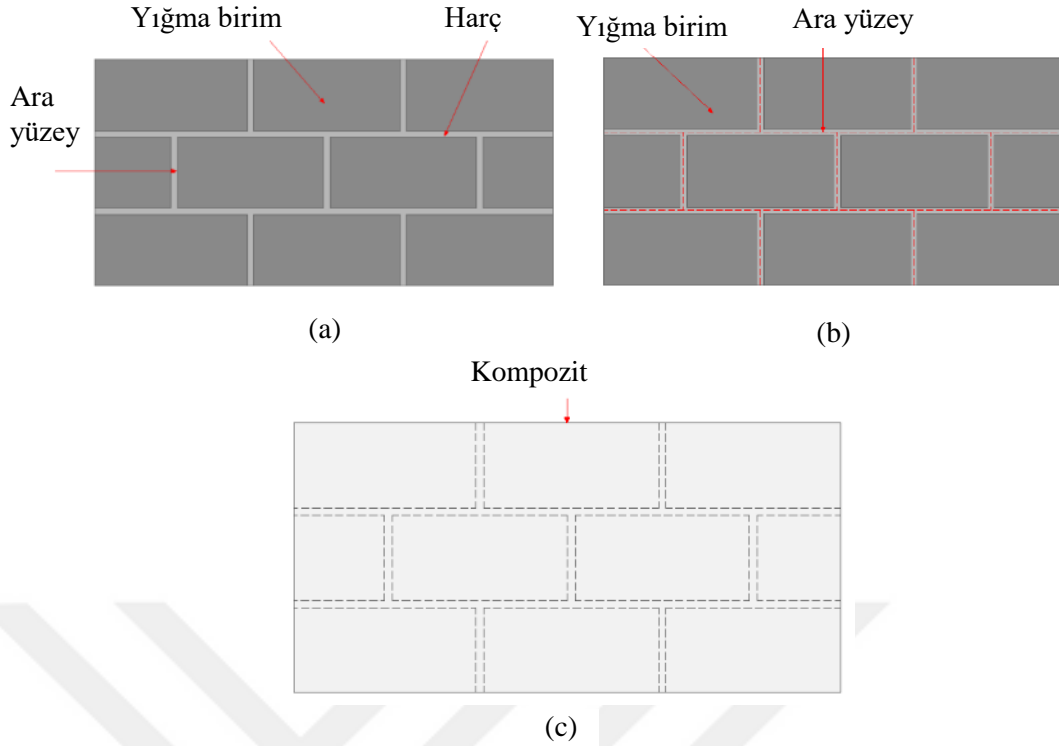 Yığma birim
Harç
Ara
yüzey
(a)
Yığma birim
Ara yüzey
(b)
Kompozit
(c)